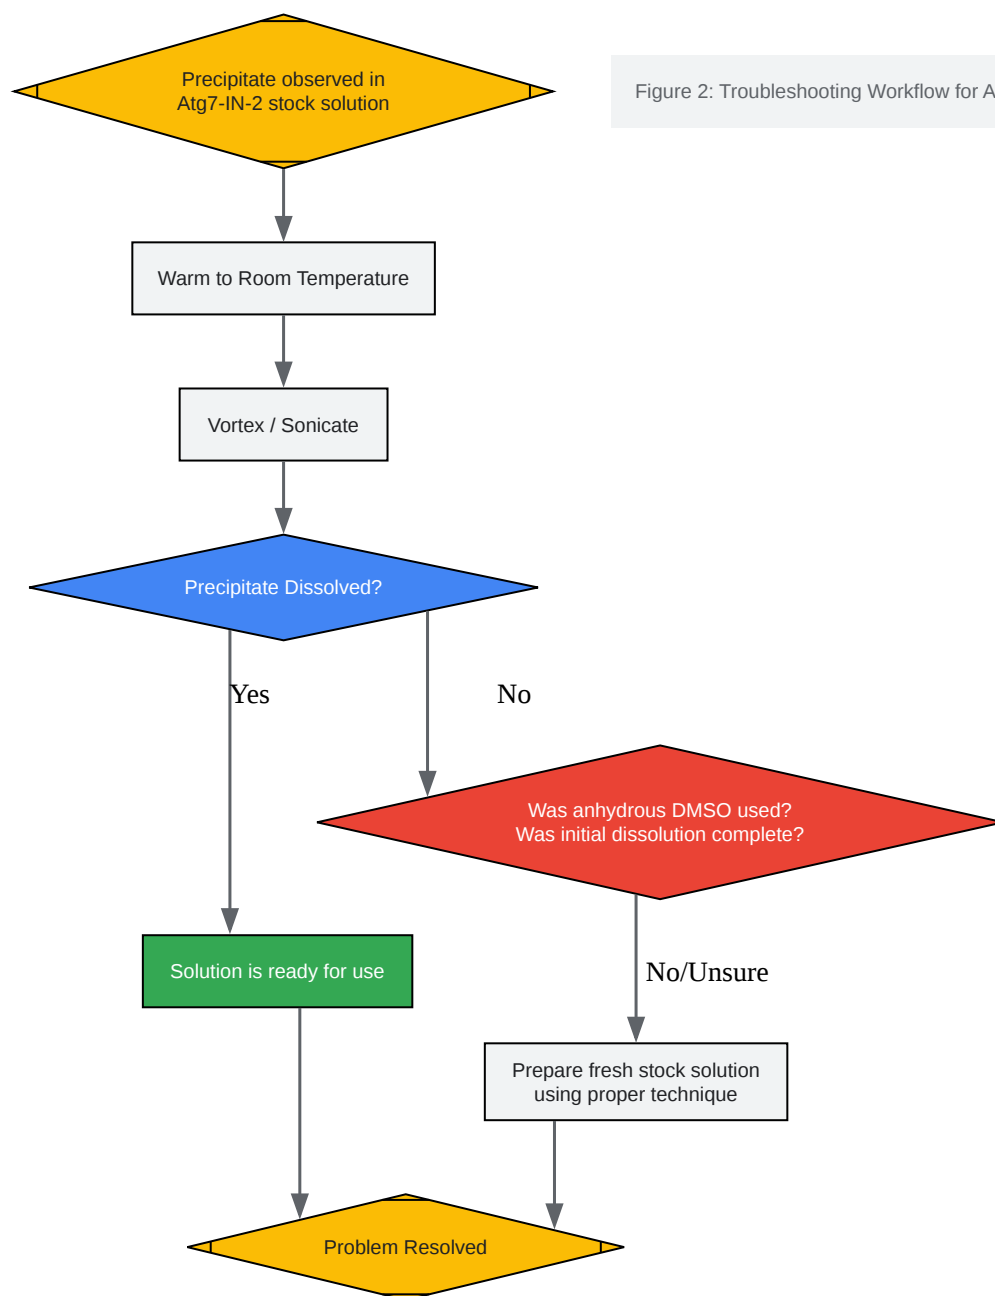 Precipitate observed in
Atg7-IN-2 stock solution
Figure 2: Troubleshooting Workflow for A
Warm to Room Temperature
Vortex / Sonicate
Precipitate Dissolved?
Yes
No
Was anhydrous DMSO used?
Was initial dissolution complete?
Solution is ready for use
No/Unsure
Prepare fresh stock solution
using proper technique
Problem Resolved